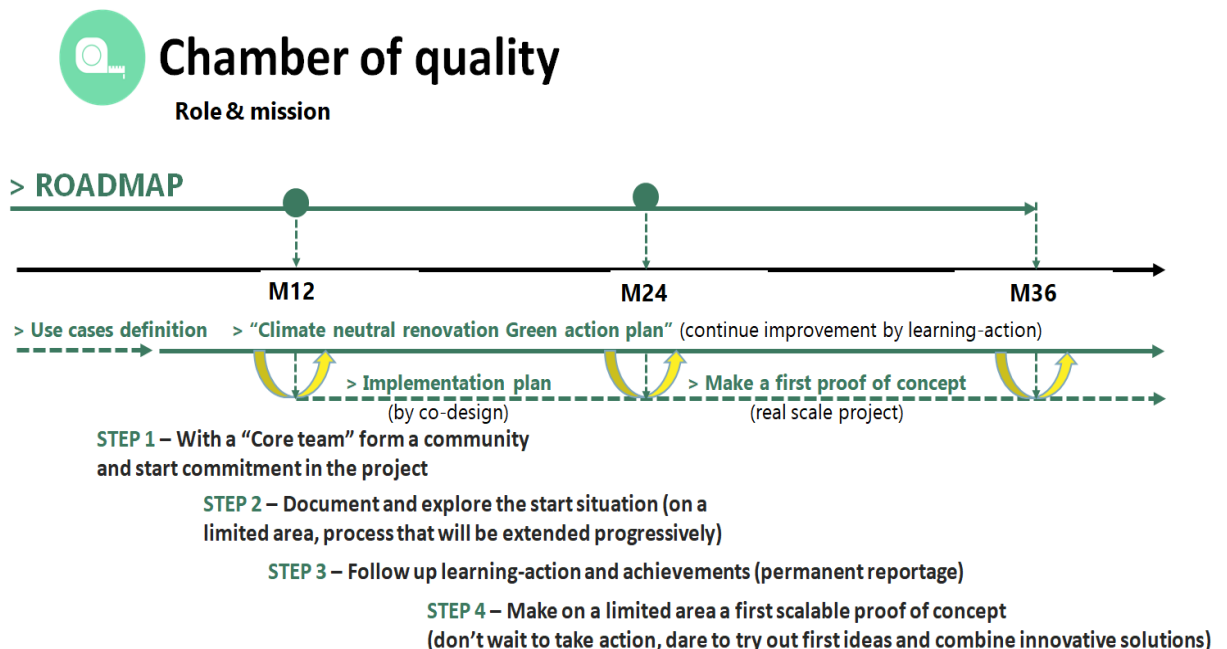 Chamber of quality
Role & mission
> ROADMAP
M12 M24 M36
> Use cases definition > “Climate neutral renovation Green action plan” (continue improvement by learning-action)
> Implementation plan > Make a first proof of concept
(by co-design) (real scale project)
STEP 1 – With a “Core team” form a community
and start commitment in the project
STEP 2 – Document and explore the start situation (on a
limited area, process that will be extended progressively)
STEP 3 – Follow up learning-action and achievements (permanent reportage)
STEP 4 – Make on a limited area a first scalable proof of concept
(don’t wait to take action, dare to try out first ideas and combine innovative solutions)